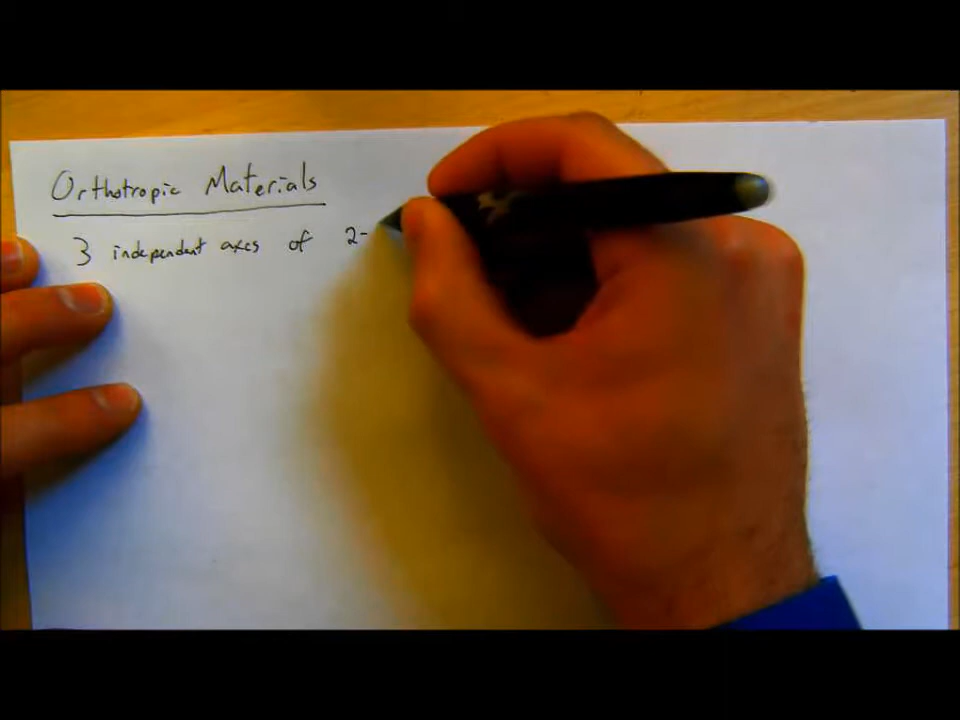 Orthotropic Materials
3 independent axes of 2-